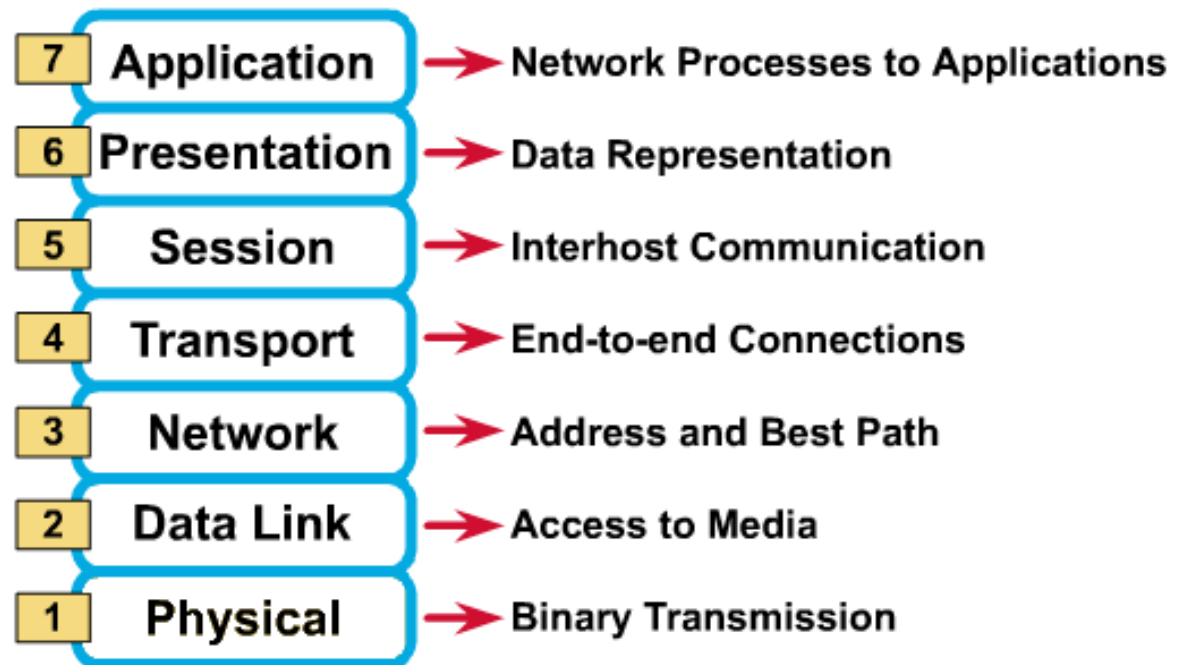 7 Application Network Processes to Applications
6 Presentation Data Representation
5 Session Interhost Communication
4 Transport End-to-end Connections
3 Network Address and Best Path
2 Data Link Access to Media
1 Physical Binary Transmission